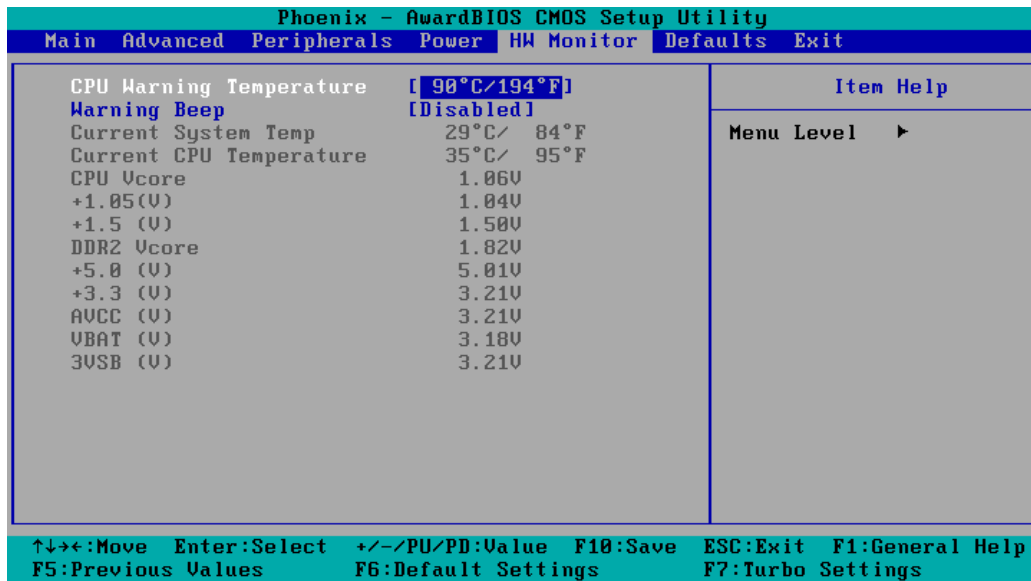 Phoenix - AwardBIOS CMOS Setup Utility
Main Advanced Peripherals Power HW Monitor Defaults Exit
CPU Warning Temperature [ 90°C/194°F]
Warning Beep [Disabled]
Current System Temp 29°C/ 84°F
Current CPU Temperature 35°C/ 95°F
CPU Vcore 1.06V
+1.05(V) 1.04V
+1.5 (V) 1.50V
DDR2 Vcore 1.82V
+5.0 (V) 5.01V
+3.3 (V) 3.21V
AVCC (V) 3.21V
VBAT (V) 3.18V
3VSB (V) 3.21V
Item Help
Menu Level ►
↑↓→←:Move Enter:Select +/-/PU/PD:Value F10:Save ESC:Exit F1:General Help
F5:Previous Values F6:Default Settings F7:Turbo Settings